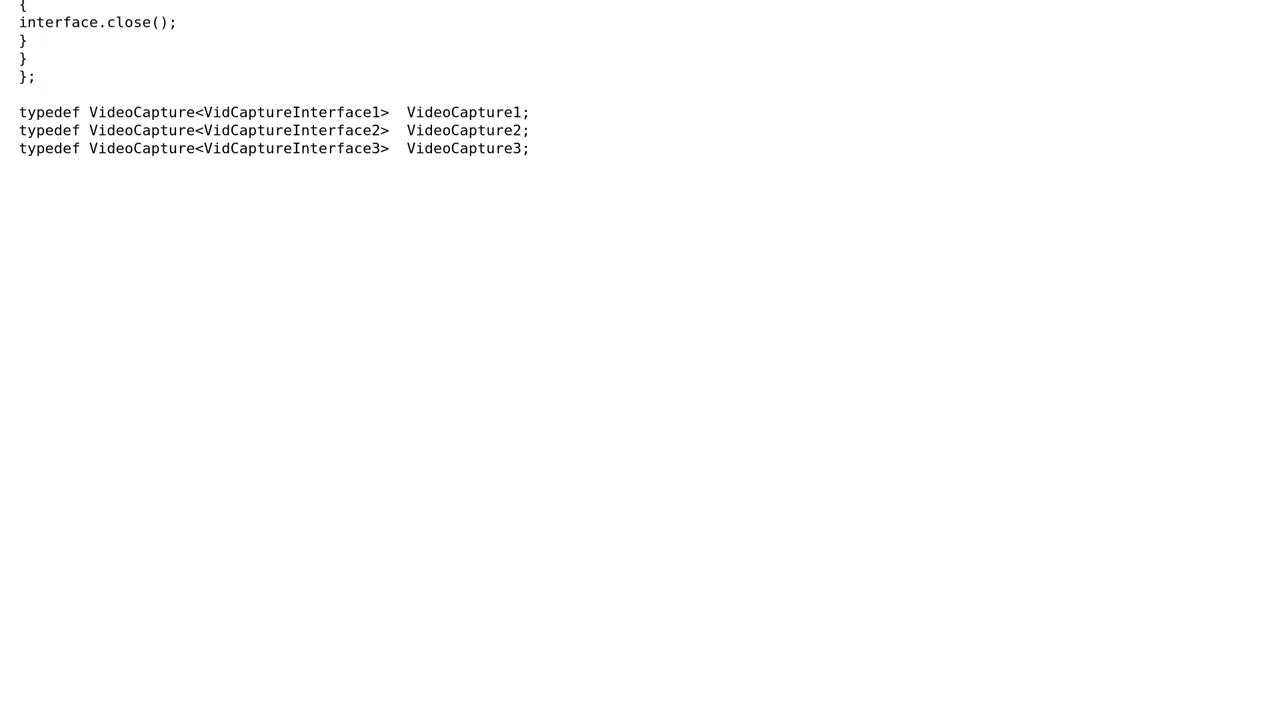 {
interface.close();
}
}
};
typedef VideoCapture<VidCaptureInterface1>  VideoCapture1;
typedef VideoCapture<VidCaptureInterface2>  VideoCapture2;
typedef VideoCapture<VidCaptureInterface3>  VideoCapture3;